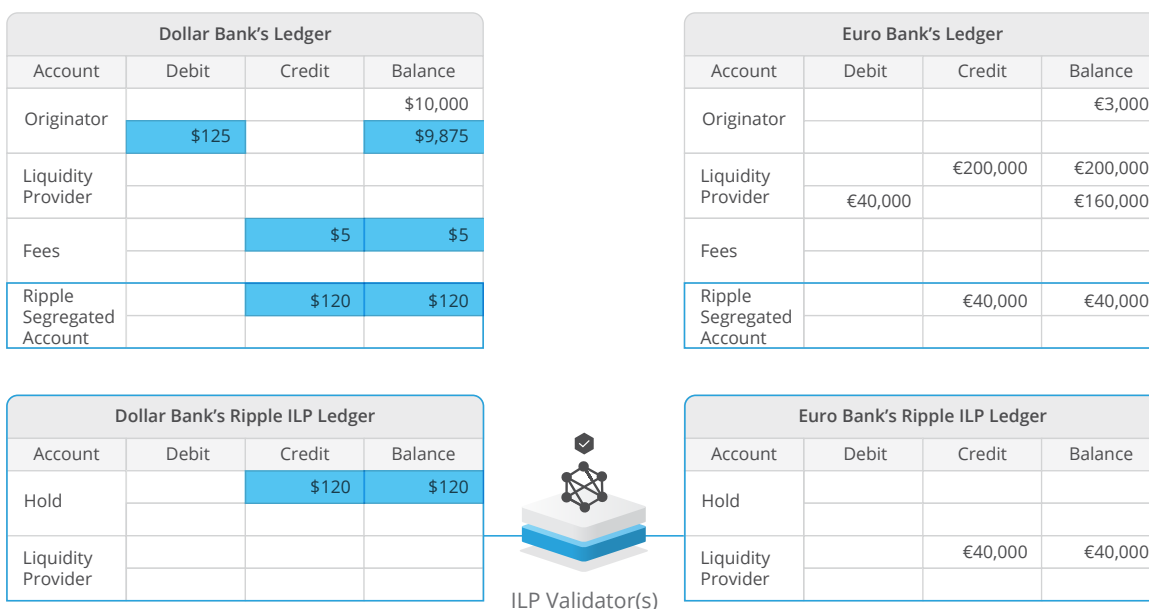 Dollar Bank’s Ledger
Account Debit Credit Balance
Originator
$10,000
$125 $9,875
Liquidity
Provider
Fees
$5 $5
Ripple
Segregated
Account
$120 $120
Euro Bank’s Ledger
Account Debit Credit Balance
Originator
€3,000
Liquidity
Provider
€200,000 €200,000
€40,000 €160,000
Fees
Ripple
Segregated
Account
€40,000 €40,000
Dollar Bank’s Ripple ILP Ledger
Account Debit Credit Balance
Hold
$120 $120
Liquidity
Provider
ILP Validator(s)
Euro Bank’s Ripple ILP Ledger
Account Debit Credit Balance
Hold
Liquidity
Provider
€40,000 €40,000